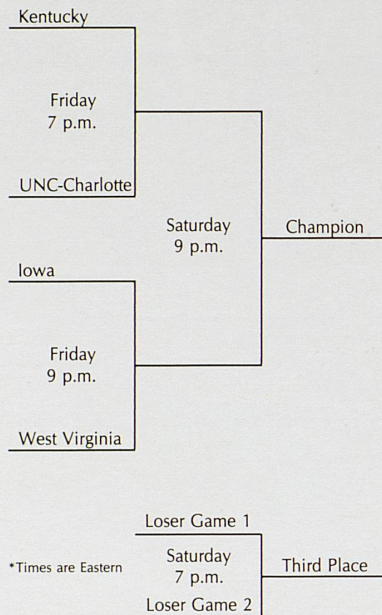 Kentucky
Friday
7 p.m.
UNC-Charlotte
Saturday
9 p.m.
Champion
Iowa
Friday
9 p.m.
West Virginia
Loser Game 1
*Times are Eastern
Saturday
7 p.m.
Third Place
Loser Game 2